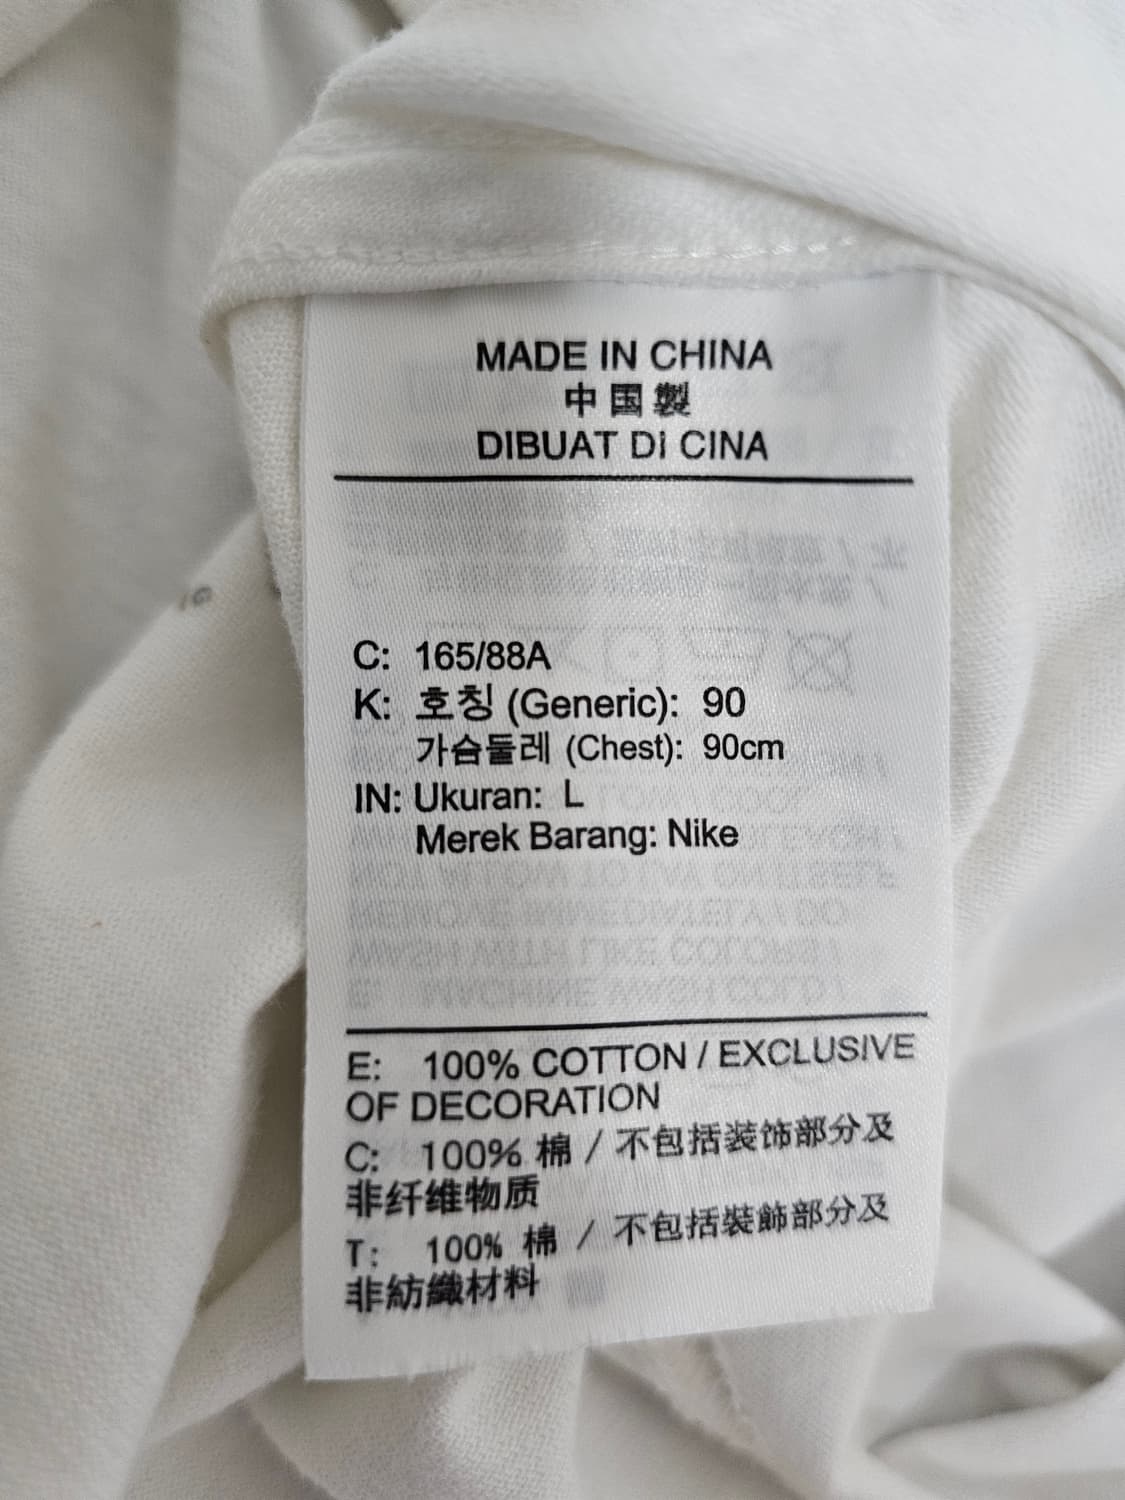 MADE IN CHINA
中国製
DIBUAT DI CINA
C: 165/88A
K: 호칭 (Generic): 90
가슴둘레 (Chest): 90cm
IN: Ukuran: L
Merek Barang: Nike
E: 100% COTTON / EXCLUSIVE
OF DECORATION
C: 100% 棉 / 不包括装饰部分及
非纤维物质
T: 100% 棉 / 不包括裝飾部分及
非紡織材料